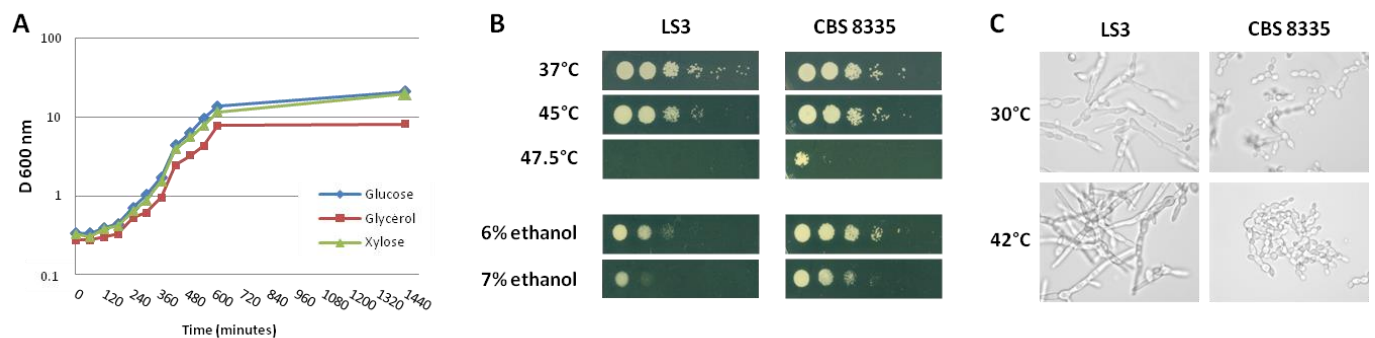 A
100
10
1
0.1
D 600 nm
0 120 240 360 480 600 720 840 960 1080 1200 1320 1440
Time (minutes)
Glucose
Glycerol
Xylose
B
LS3 CBS 8335
37°C
45°C
47.5°C
6% ethanol
7% ethanol
C
LS3 CBS 8335
30°C
42°C